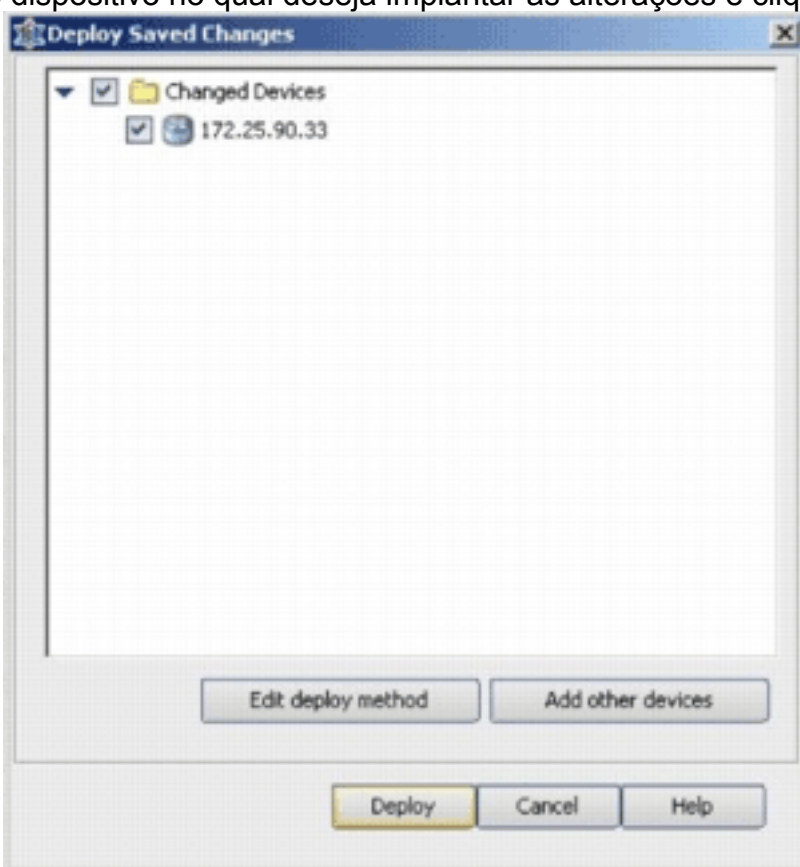 dispositivo no qual deseja implantar as alterações e cliq
Deploy Saved Changes
Changed Devices
172.25.90.33
Edit deploy method
Add other devices
Deploy
Cancel
Help